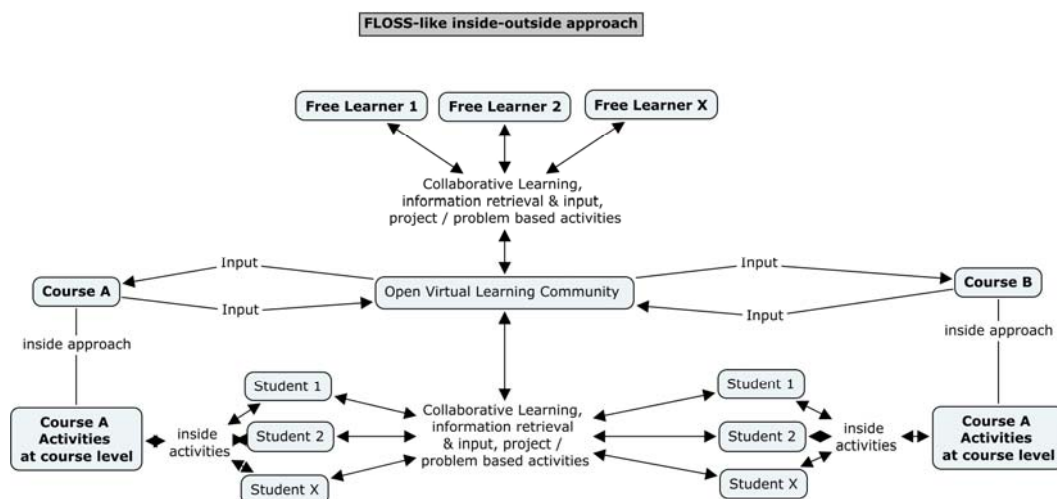 FLOSS-like inside-outside approach
Free Learner 1
Free Learner 2
Free Learner X
Collaborative Learning,
information retrieval & input,
project / problem based activities
Input
Input
Course A
Open Virtual Learning Community
Course B
Input
Input
inside approach
inside approach
Student 1
Student 1
Course A
Activities
at course level
inside
activities
Student 2
Collaborative Learning,
information retrieval
& input, project /
problem based activities
Student 2
inside
activities
Course A
Activities
at course level
Student X
Student X